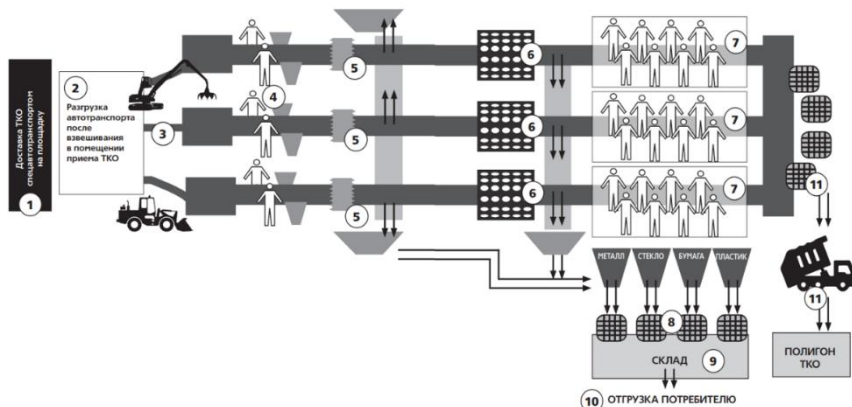 Доставка ТКО
спецавтотранспортом
на площадку
1
2
Разгрузка
автотранспорта
после
взвешивания
в помещении
приема ТКО
3
4
5
5
5
6
6
6
7
7
7
МЕТАЛЛ
СТЕКЛО
БУМАГА
ПЛАСТИК
8
СКЛАД
9
10 ОТГРУЗКА ПОТРЕБИТЕЛЮ
11
11
ПОЛИГОН
ТКО